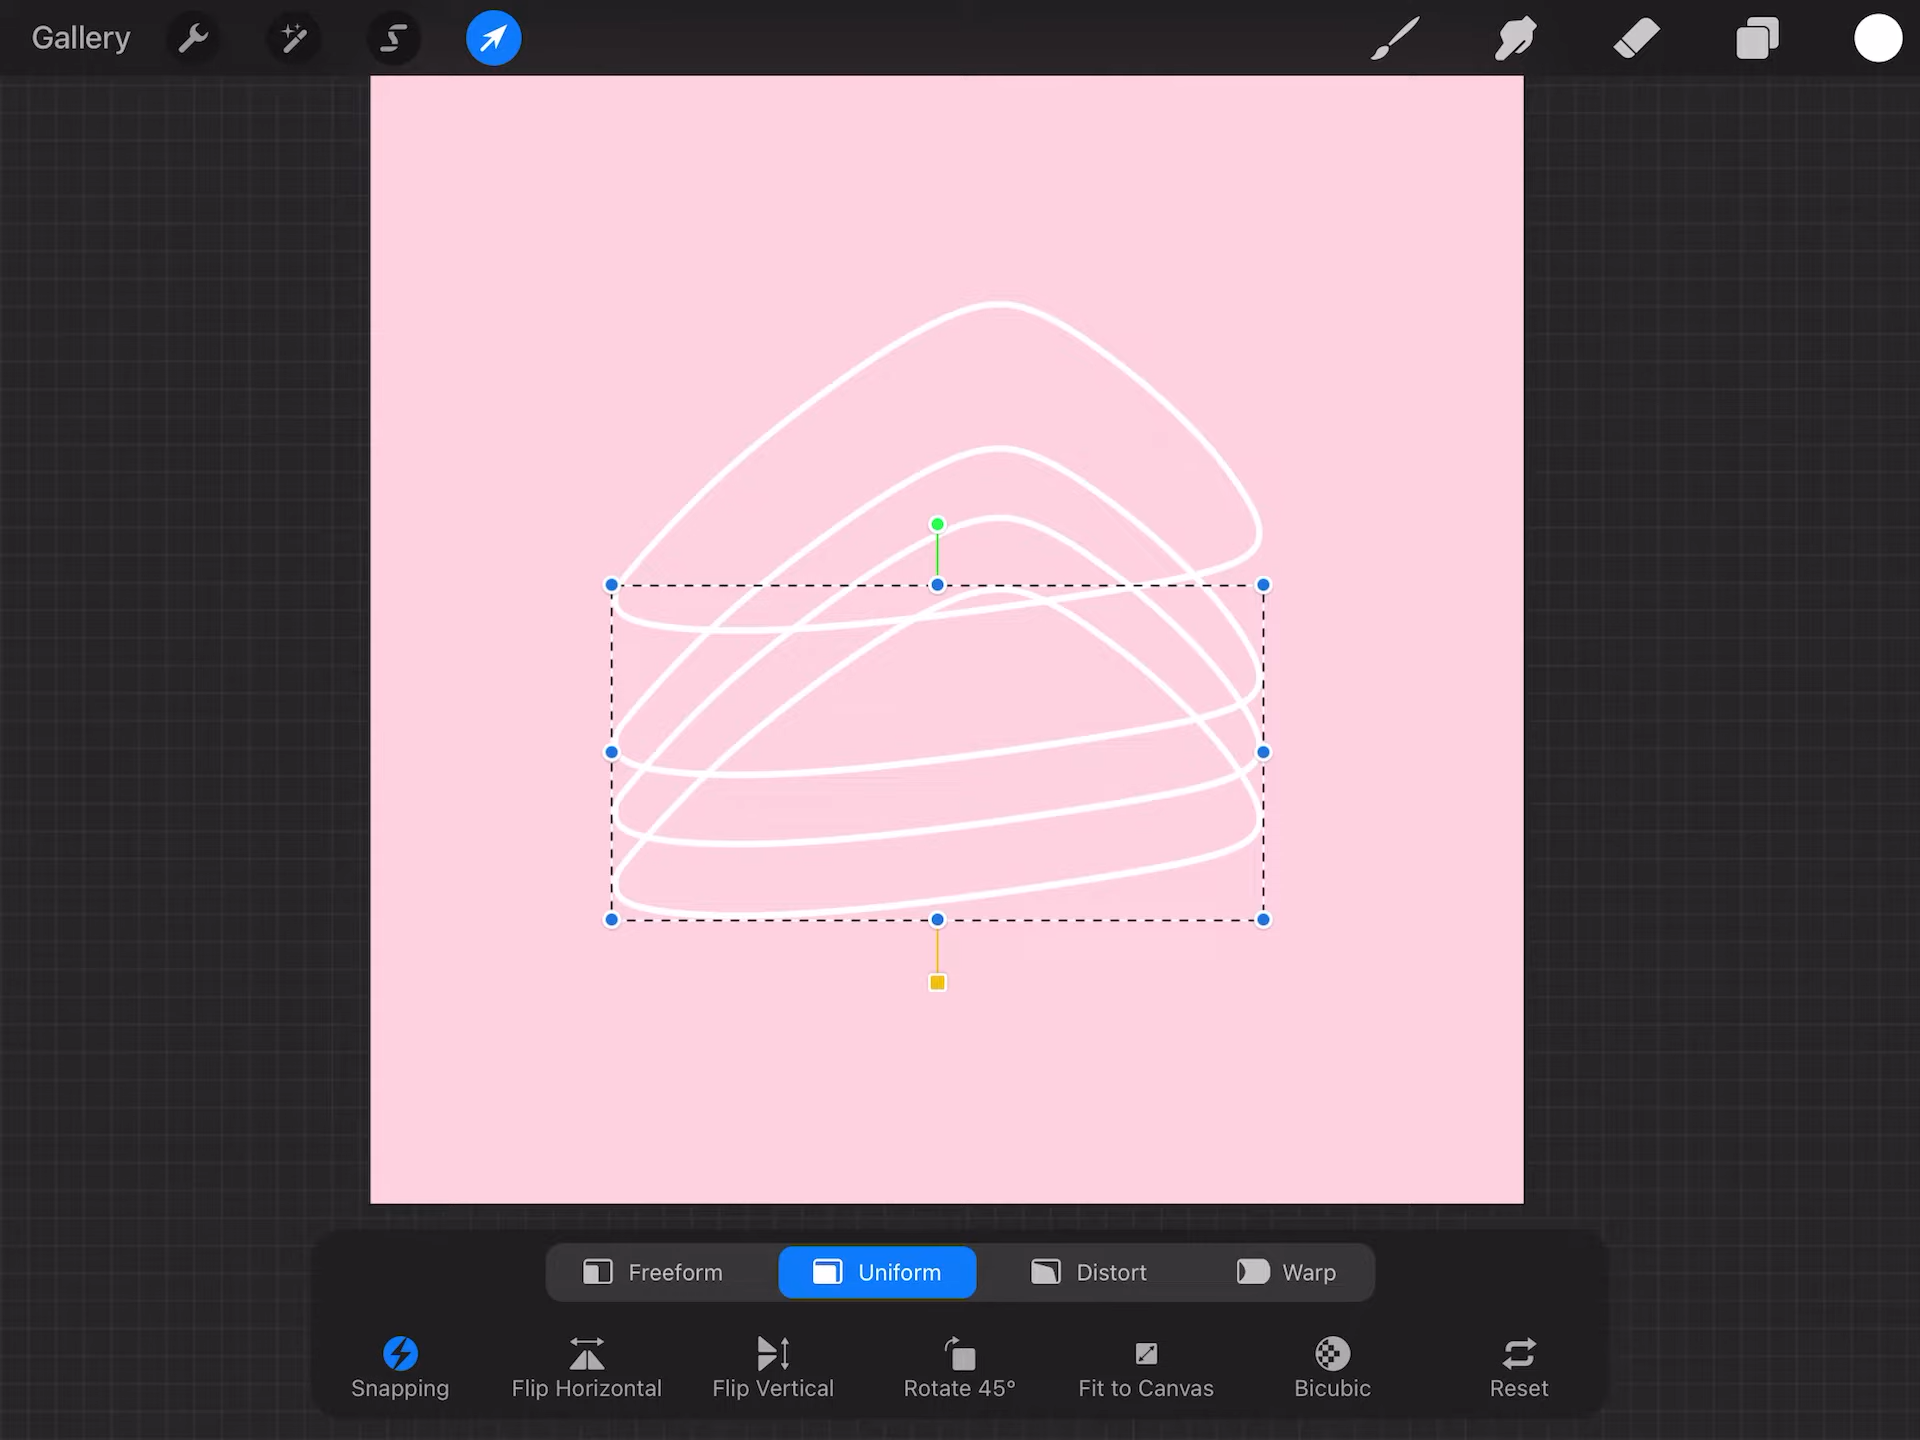 Gallery
Freeform Uniform Distort Warp
Snapping Flip Horizontal Flip Vertical Rotate 45° Fit to Canvas Bicubic Reset